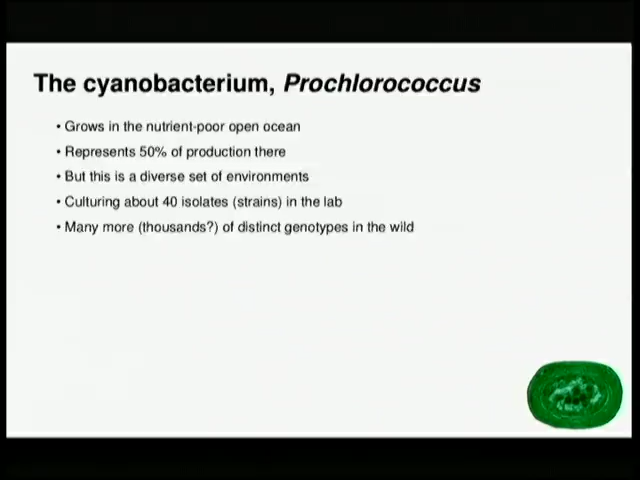 The cyanobacterium, Prochlorococcus
• Grows in the nutrient-poor open ocean
• Represents 50% of production there
• But this is a diverse set of environments
• Culturing about 40 isolates (strains) in the lab
• Many more (thousands?) of distinct genotypes in the wild